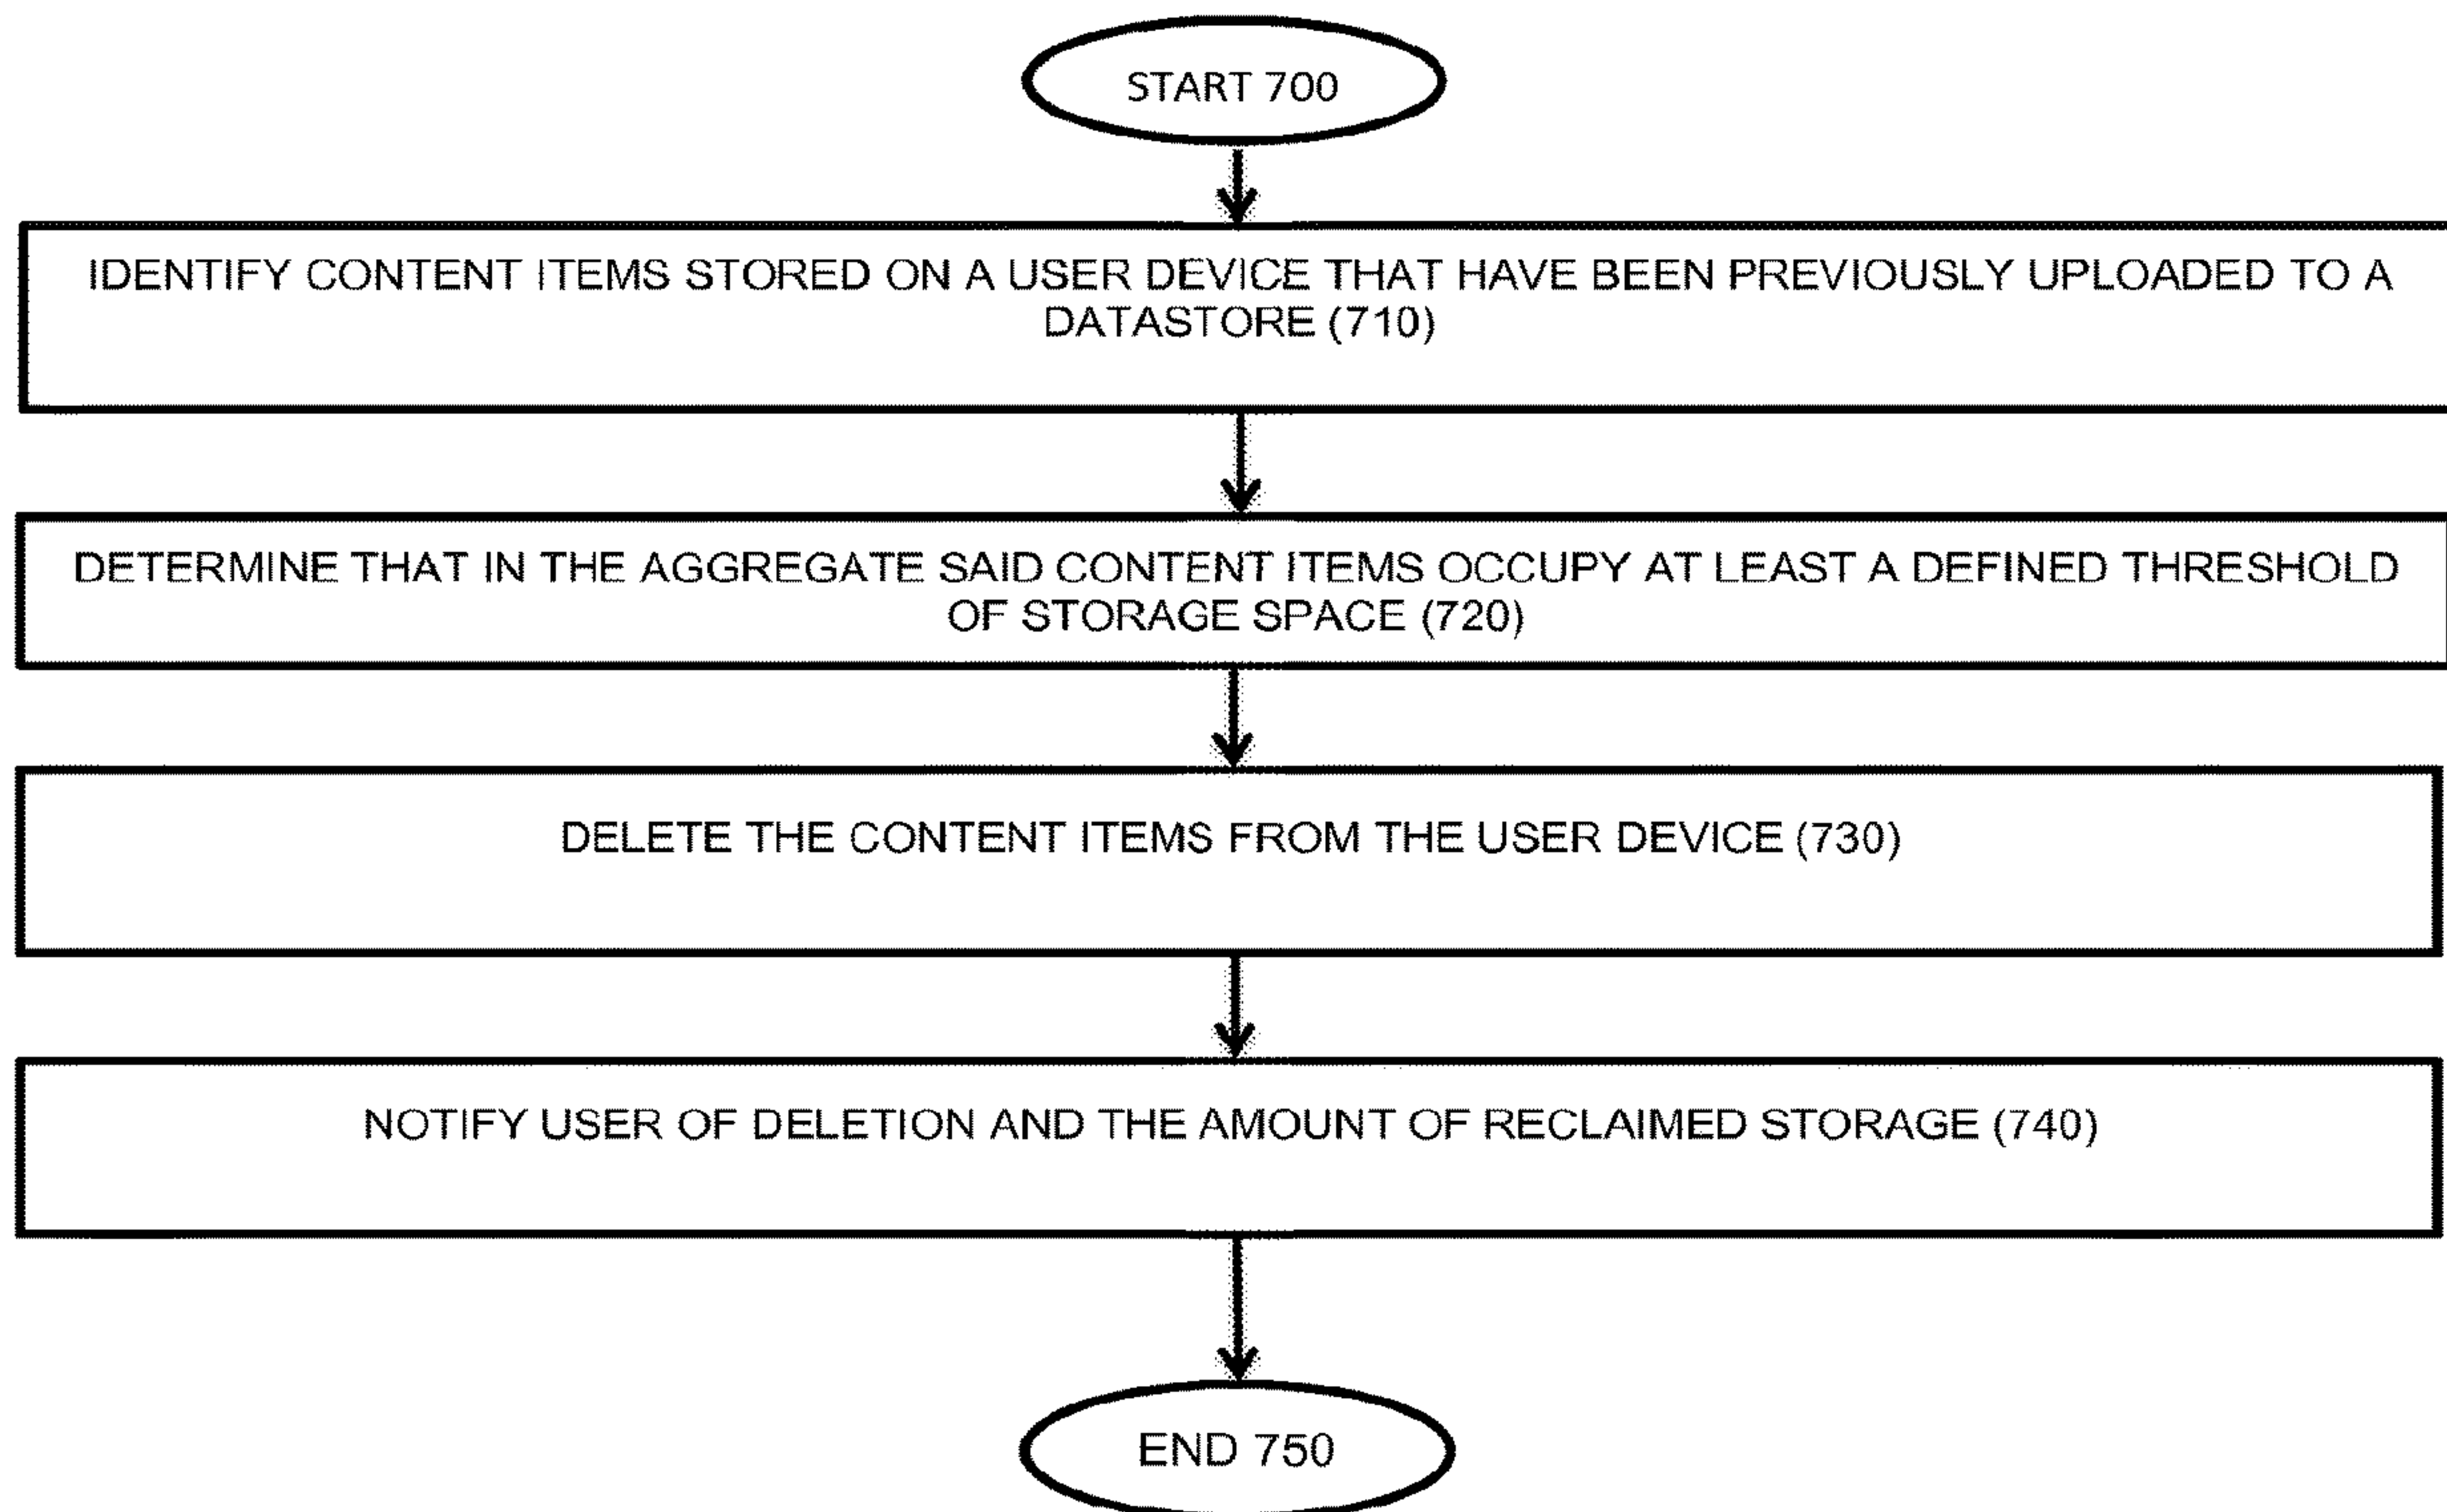 START 700
IDENTIFY CONTENT ITEMS STORED ON A USER DEVICE THAT HAVE BEEN PREVIOUSLY UPLOADED TO A
DATASTORE (710)
DETERMINE THAT IN THE AGGREGATE SAID CONTENT ITEMS OCCUPY AT LEAST A DEFINED THRESHOLD
OF STORAGE SPACE (720)
DELETE THE CONTENT ITEMS FROM THE USER DEVICE (730)
NOTIFY USER OF DELETION AND THE AMOUNT OF RECLAIMED STORAGE (740)
END 750